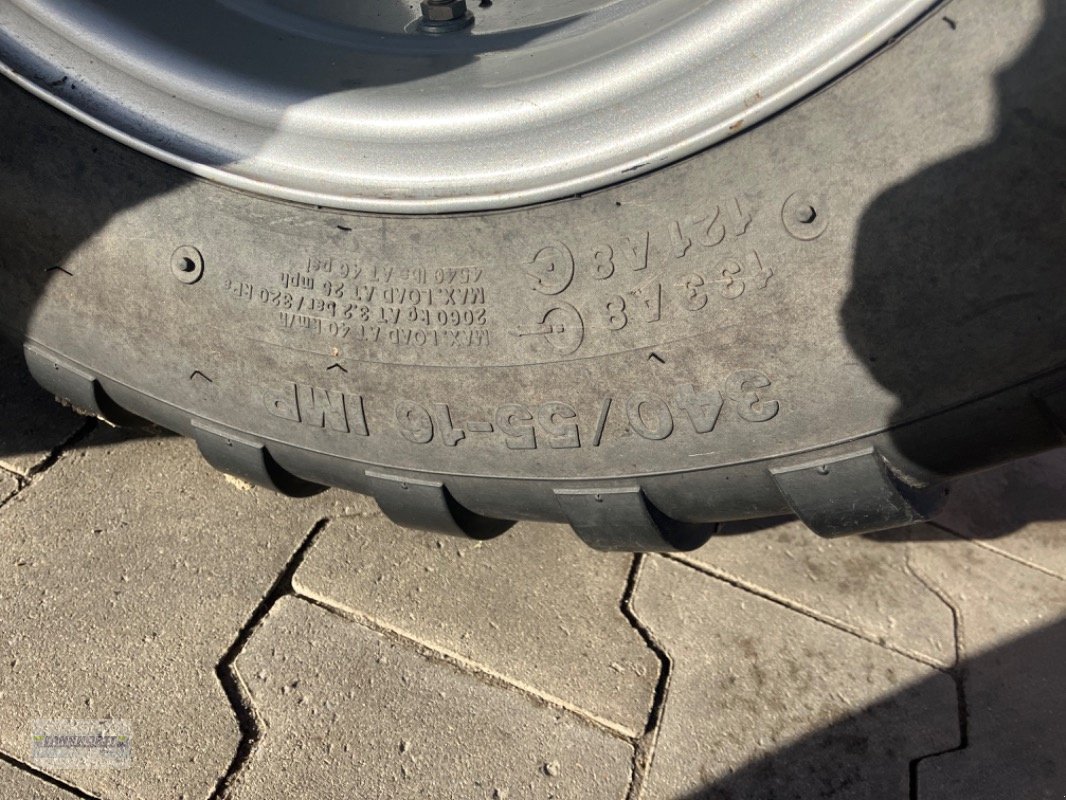 340/55-16 IMP
133 A8
121 A8
MAX. LOAD AT 40 km/h
2060 kg AT 3.2 bar/320 kPa
MAX. LOAD AT 25 mph
4540 lbs AT 46 psi